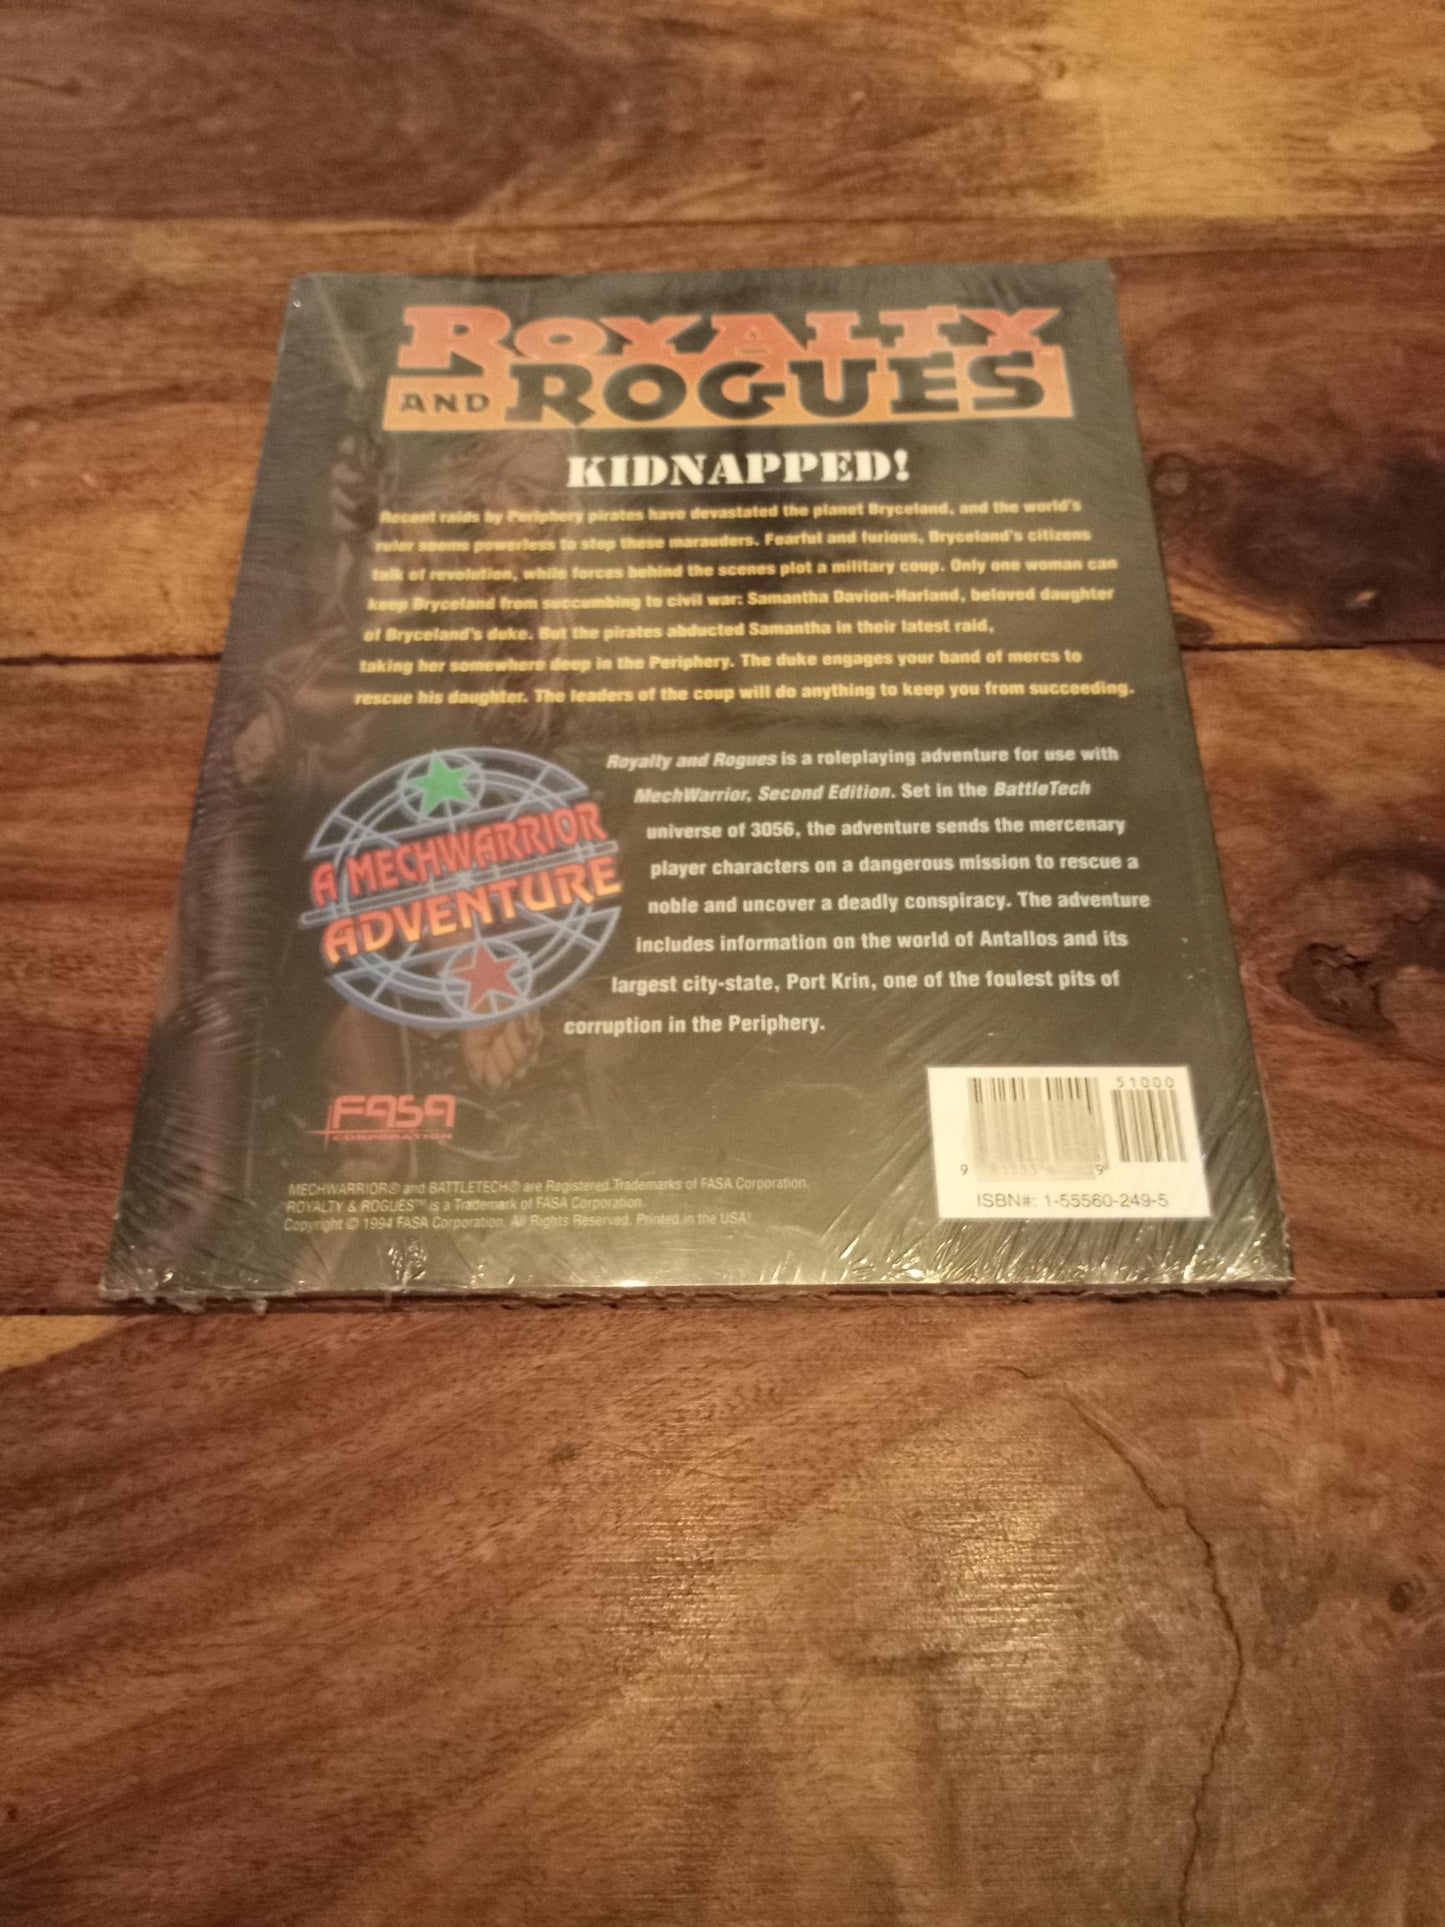 ROYALTY
AND ROGUES™
KIDNAPPED!
Recent raids by Periphery pirates have devastated the planet Bryceland, and the world's
ruler seems powerless to stop these marauders. Fearful and furious, Bryceland's citizens
talk of revolution, while forces behind the scenes plot a military coup. Only one woman can
keep Bryceland from succumbing to civil war: Samantha Davion-Harland, beloved daughter
of Bryceland's duke. But the pirates abducted Samantha in their latest raid,
taking her somewhere deep in the Periphery. The duke engages your band of mercs to
rescue his daughter. The leaders of the coup will do anything to keep you from succeeding.
Royalty and Rogues is a roleplaying adventure for use with
MechWarrior, Second Edition. Set in the BattleTech
universe of 3056, the adventure sends the mercenary
player characters on a dangerous mission to rescue a
noble and uncover a deadly conspiracy. The adventure
includes information on the world of Antallos and its
largest city-state, Port Krin, one of the foulest pits of
corruption in the Periphery.
A MECHWARRIOR
ADVENTURE
FASA
CORPORATION
MECHWARRIOR® and BATTLETECH® are Registered Trademarks of FASA Corporation.
ROYALTY & ROGUES™ is a Trademark of FASA Corporation.
Copyright © 1994 FASA Corporation. All Rights Reserved. Printed in the USA
51000
ISBN#: 1-55560-249-5